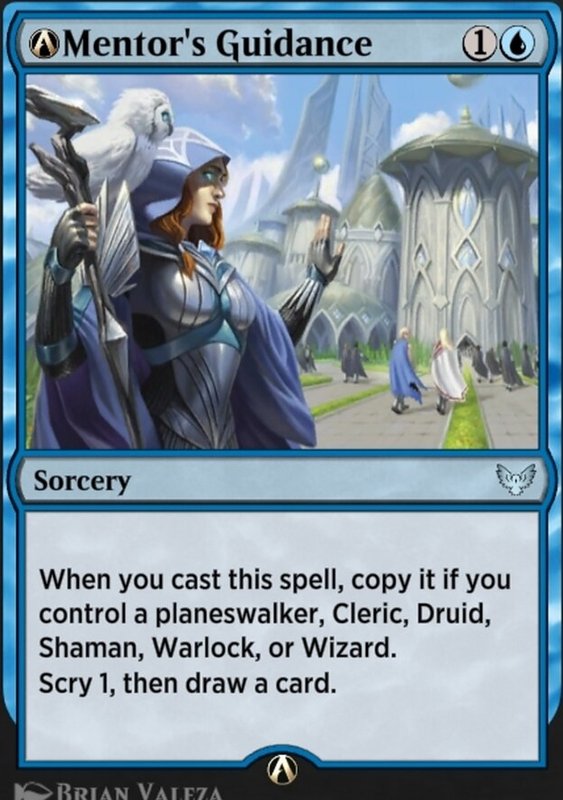 Mentor's Guidance 1
Sorcery
When you cast this spell, copy it if you
control a planeswalker, Cleric, Druid,
Shaman, Warlock, or Wizard.
Scry 1, then draw a card.
BRIAN VALEZA